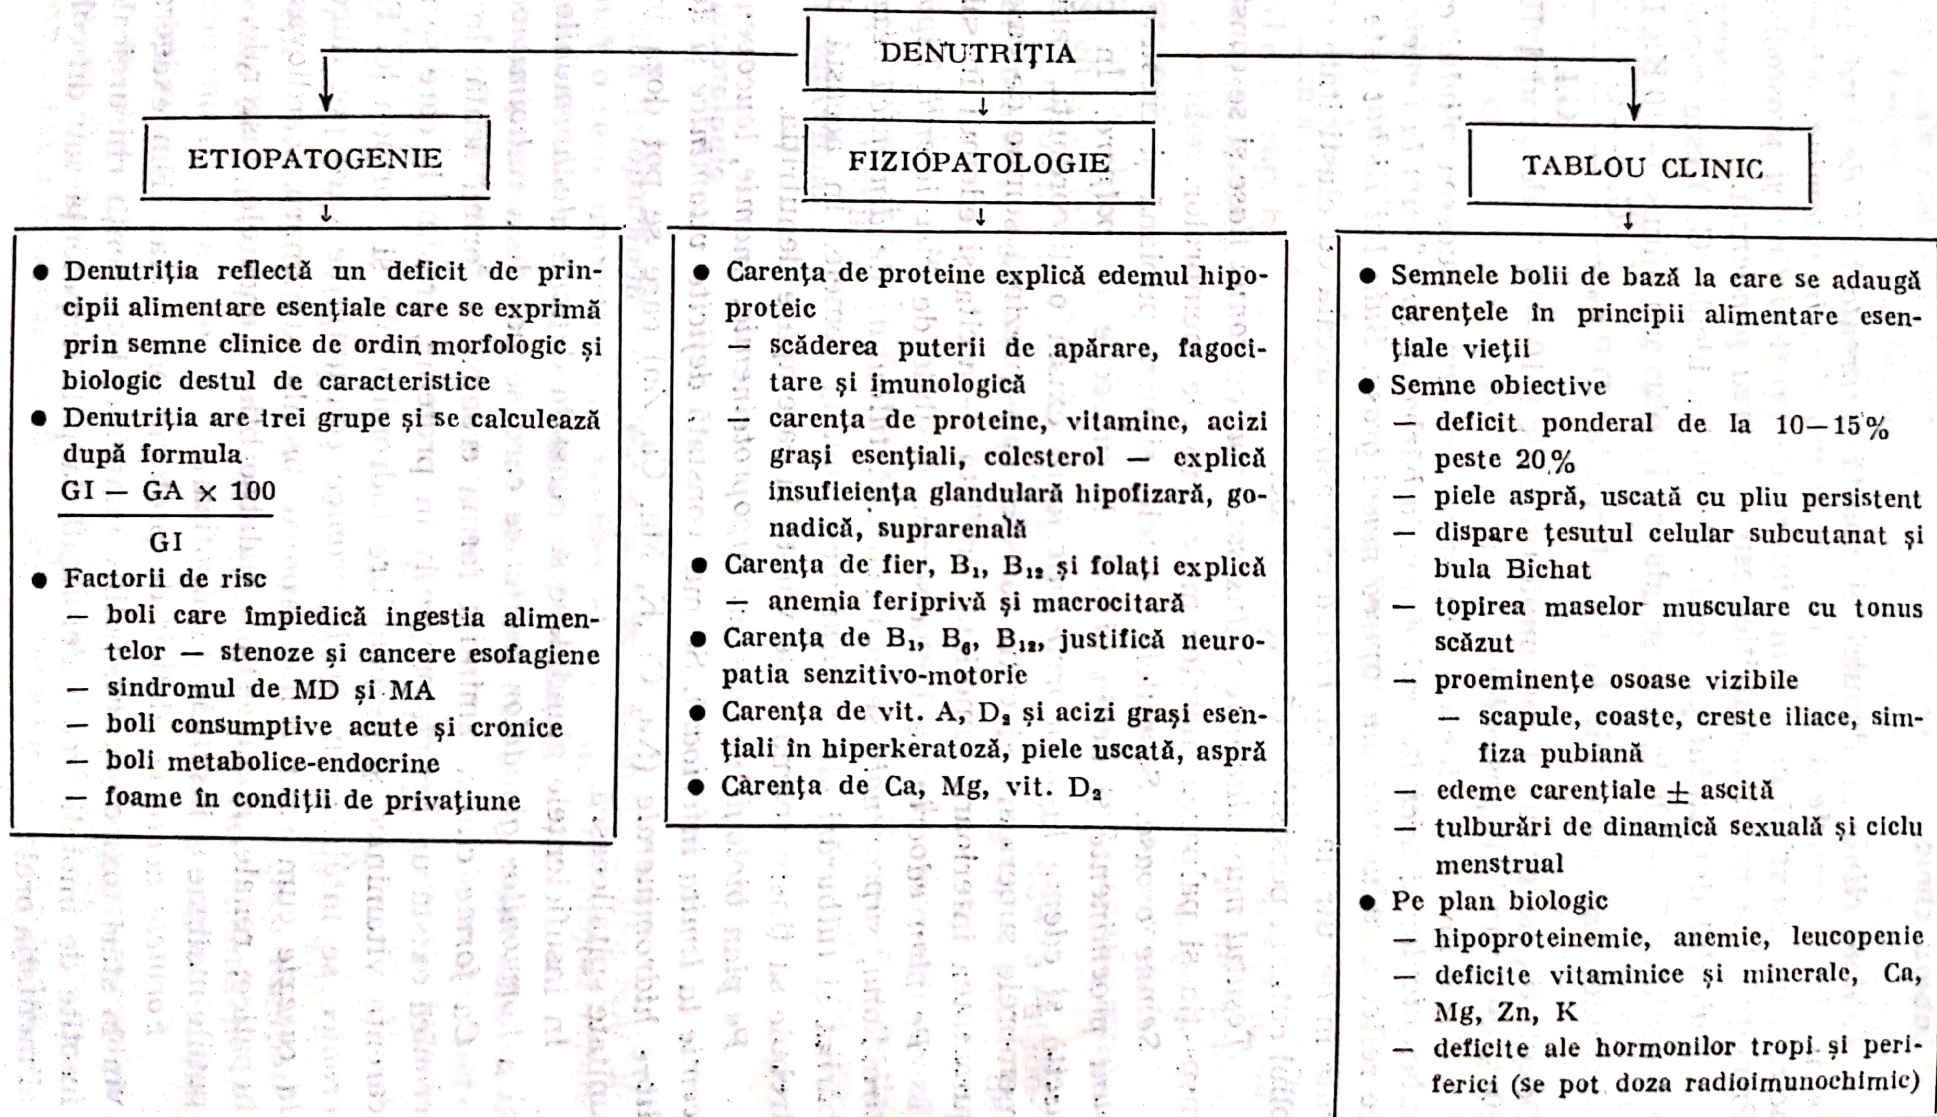 DENUTRIȚIA
ETIOPATOGENIE
● Denutriția reflectă un deficit de prin-
cipii alimentare esențiale care se exprimă
prin semne clinice de ordin morfologic și
biologic destul de caracteristice
● Denutriția are trei grupe și se calculează
după formula
GI — GA × 100
GI
● Factorii de risc
— boli care împiedică ingestia alimen-
telor — stenoze și cancere esofagiene
— sindromul de MD și MA
— boli consumptive acute și cronice
— boli metabolice-endocrine
— foame în condiții de privațiune
FIZIOPATOLOGIE
● Carența de proteine explică edemul hipo-
proteic
— scăderea puterii de apărare, fagoci-
tare și imunologică
— carența de proteine, vitamine, acizi
grași esențiali, colesterol — explică
insuficiența glandulară hipofizară, go-
nadică, suprarenală
● Carența de fier, B₁, B₁₂ și folați explică
— anemia feriprivă și macrocitară
● Carența de B₁, B₆, B₁₂, justifică neuro-
patia senzitivo-motorie
● Carența de vit. A, D₂ și acizi grași esen-
țiali în hiperkeratoză, piele uscată, aspră
● Carența de Ca, Mg, vit. D₂
TABLOU CLINIC
● Semnele bolii de bază la care se adaugă
carențele în principii alimentare esen-
țiale vieții
● Semne obiective
— deficit ponderal de la 10—15%
peste 20%
— piele aspră, uscată cu pliu persistent
— dispare țesutul celular subcutanat și
bula Bichat
— topirea maselor musculare cu tonus
scăzut
— proeminențe osoase vizibile
— scapule, coaste, creste iliace, sim-
fiza pubiană
— edeme carențiale ± ascită
— tulburări de dinamică sexuală și ciclu
menstrual
● Pe plan biologic
— hipoproteinemie, anemie, leucopenie
— deficite vitaminice și minerale, Ca,
Mg, Zn, K
— deficite ale hormonilor tropi și peri-
ferici (se pot doza radioimunochimic)